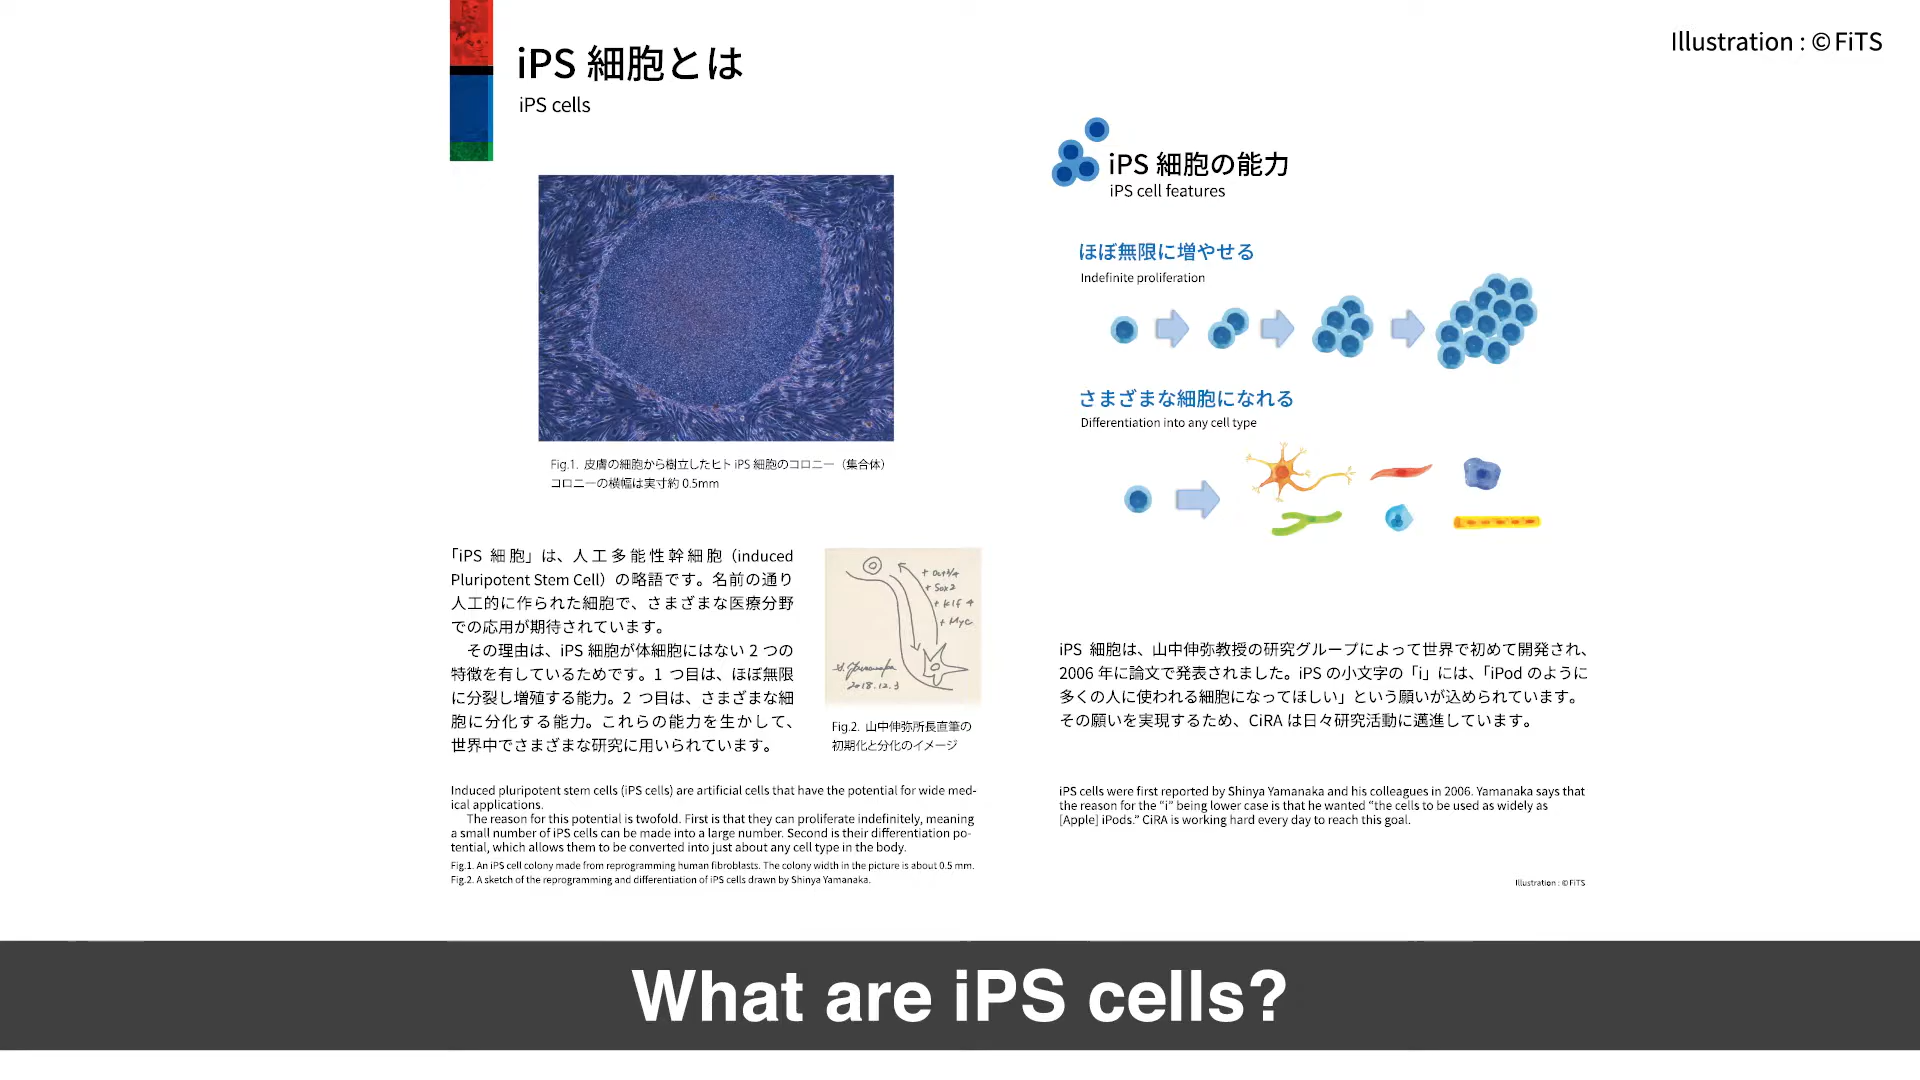 iPS 細胞とは
iPS cells
Illustration : © FiTS
Fig.1. 皮膚の細胞から樹立したヒト iPS 細胞のコロニー（集合体）
コロニーの横幅は実寸約 0.5mm
「iPS 細胞」は、人工多能性幹細胞（induced
Pluripotent Stem Cell）の略語です。名前の通り
人工的に作られた細胞で、さまざまな医療分野
での応用が期待されています。
その理由は、iPS 細胞が体細胞にはない 2 つの
特徴を有しているためです。1 つ目は、ほぼ無限
に分裂し増殖する能力。2 つ目は、さまざまな細
胞に分化する能力。これらの能力を生かして、
世界中でさまざまな研究に用いられています。
+ Oct3/4
+ Sox2
+ Klf 4
+ Myc
S. Yamanaka
2018.12.3
Fig.2. 山中伸弥所長直筆の
初期化と分化のイメージ
Induced pluripotent stem cells (iPS cells) are artificial cells that have the potential for wide med-
ical applications.
The reason for this potential is twofold. First is that they can proliferate indefinitely, meaning
a small number of iPS cells can be made into a large number. Second is their differentiation po-
tential, which allows them to be converted into just about any cell type in the body.
Fig.1. An iPS cell colony made from reprogramming human fibroblasts. The colony width in the picture is about 0.5 mm.
Fig.2. A sketch of the reprogramming and differentiation of iPS cells drawn by Shinya Yamanaka.
iPS 細胞の能力
iPS cell features
ほぼ無限に増やせる
Indefinite proliferation
さまざまな細胞になれる
Differentiation into any cell type
iPS 細胞は、山中伸弥教授の研究グループによって世界で初めて開発され、
2006 年に論文で発表されました。iPS の小文字の「i」には、「iPod のように
多くの人に使われる細胞になってほしい」という願いが込められています。
その願いを実現するため、CiRA は日々研究活動に邁進しています。
iPS cells were first reported by Shinya Yamanaka and his colleagues in 2006. Yamanaka says that
the reason for the “i” being lower case is that he wanted “the cells to be used as widely as
[Apple] iPods.” CiRA is working hard every day to reach this goal.
Illustration : © FiTS
What are iPS cells?